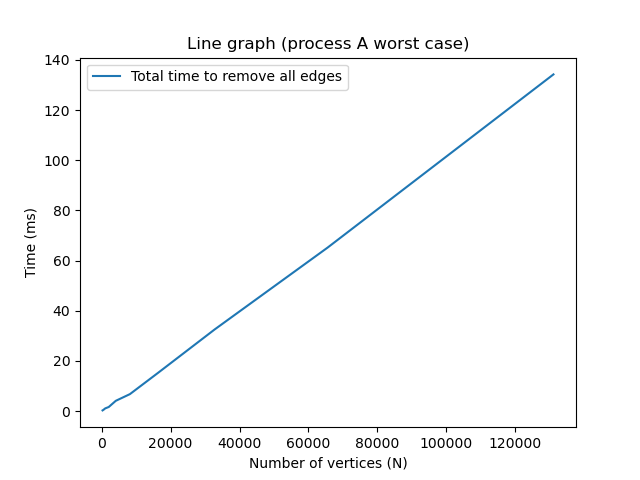 Line graph (process A worst case)
Total time to remove all edges
140
120
100
80
60
40
20
0
Time (ms)
0 20000 40000 60000 80000 100000 120000
Number of vertices (N)